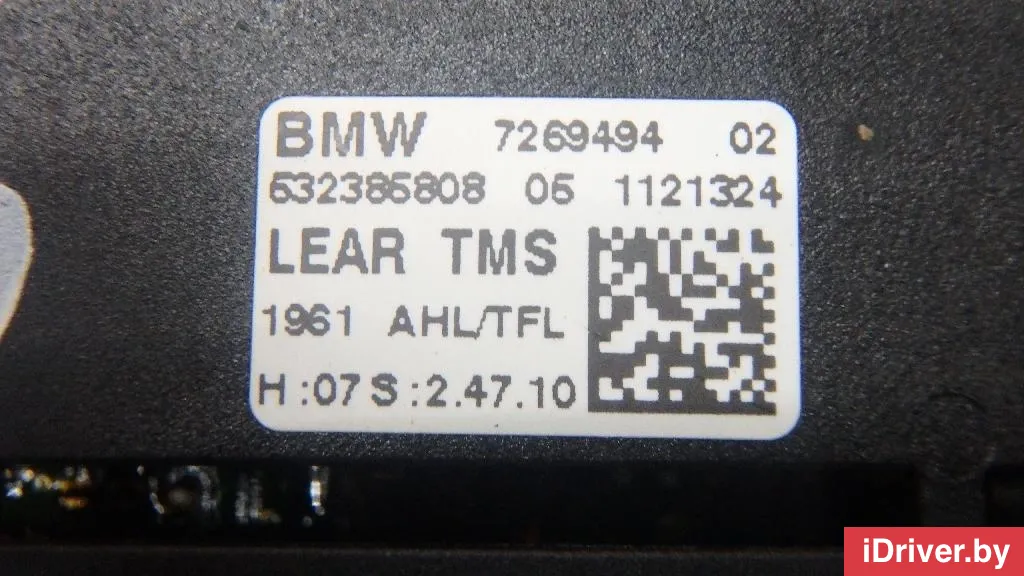 BMW 7269494 02
632385808 05 1121324
LEAR TMS
1961 AHL/TFL
H:07 S:2.47.10
iDriver.by